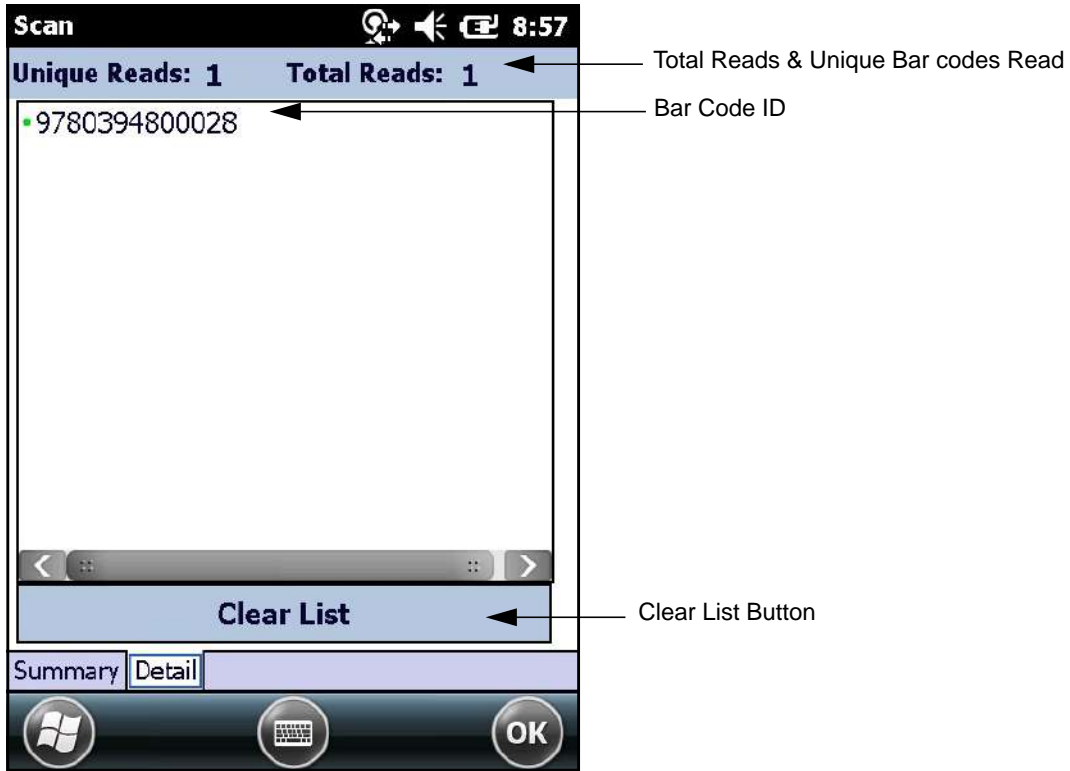 Scan 8:57
Unique Reads: 1 Total Reads: 1
Total Reads & Unique Bar codes Read
9780394800028
Bar Code ID
Clear List
Clear List Button
Summary Detail
OK